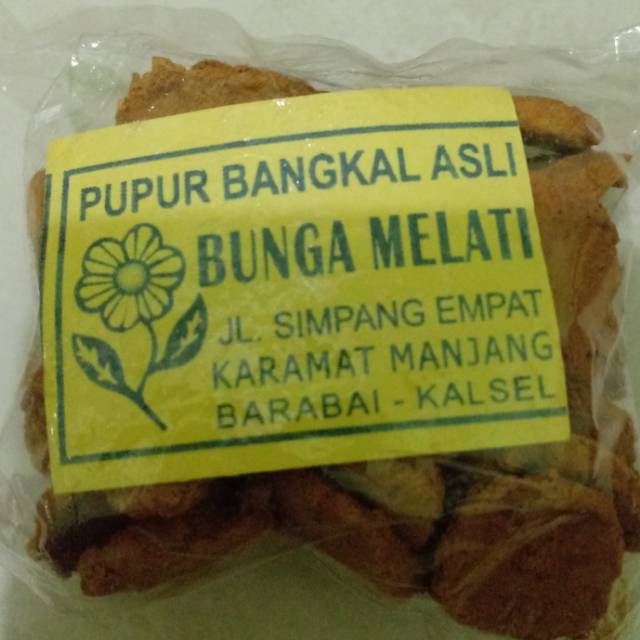 PUPUR BANGKAL ASLI
BUNGA MELATI
JL. SIMPANG EMPAT
KARAMAT MANJANG
BARABAI - KALSEL